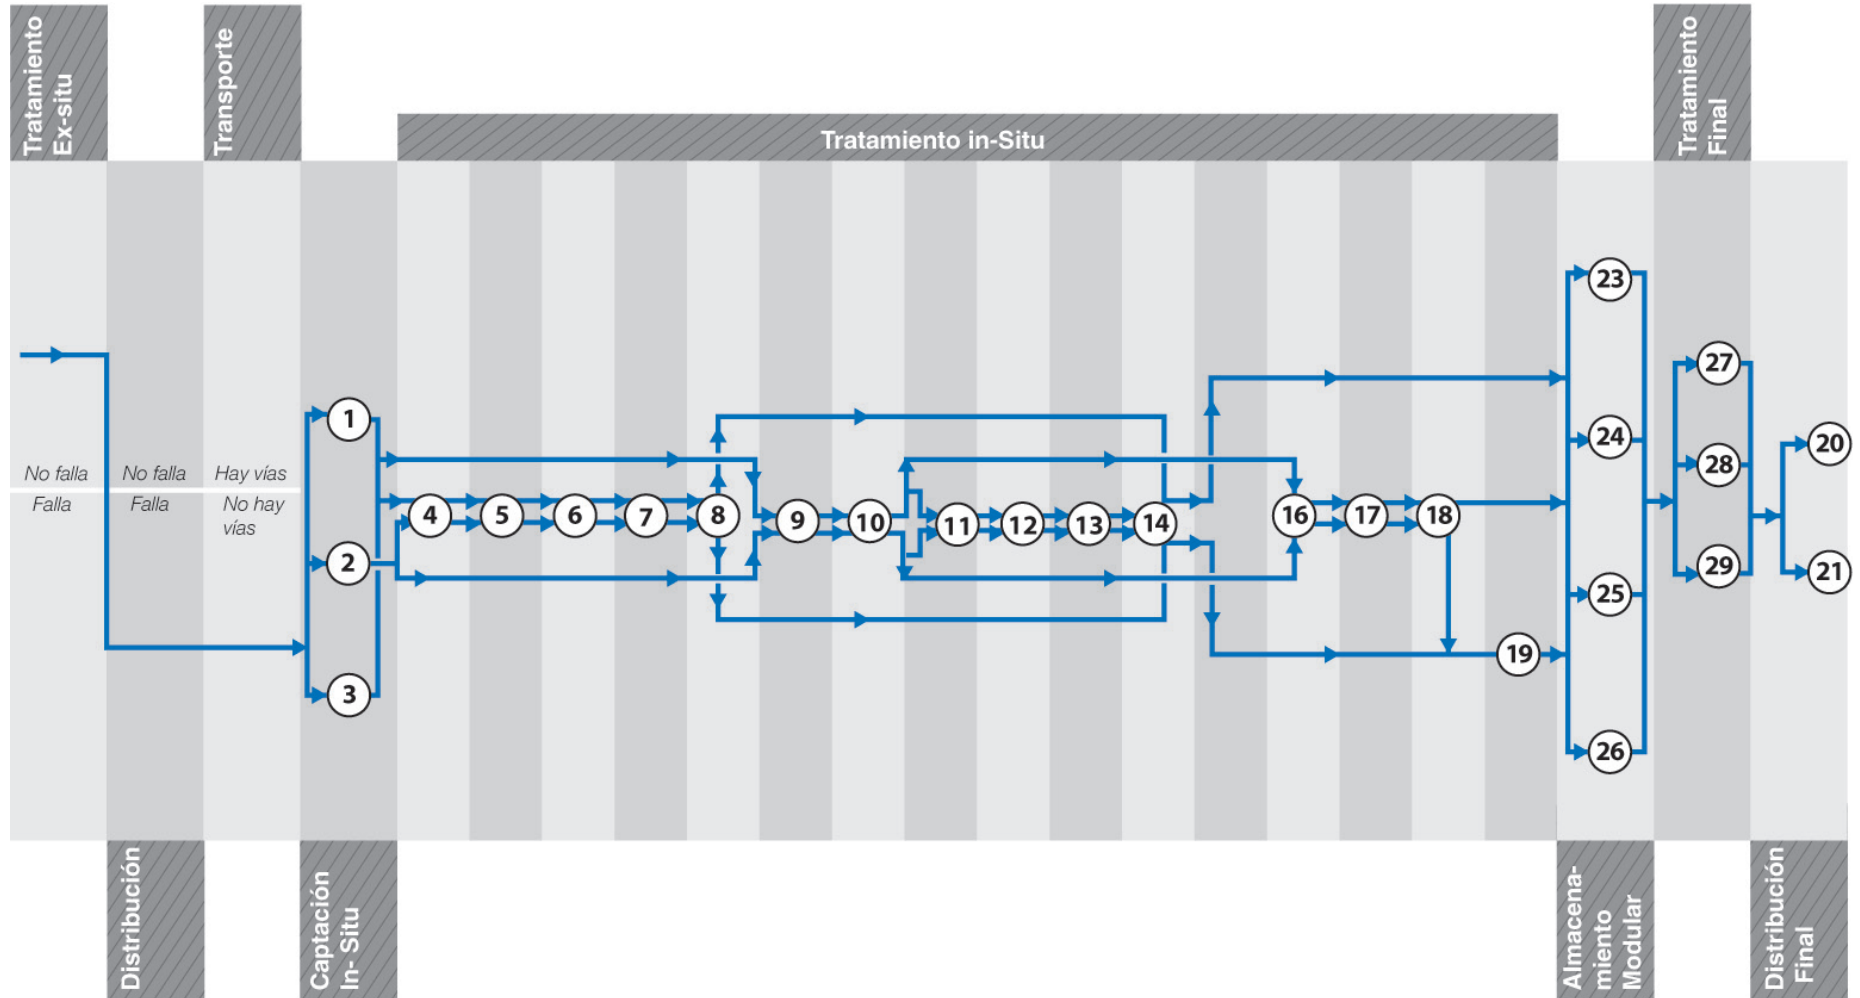 Tratamiento
Ex-situ
Transporte
Tratamiento in-Situ
Tratamiento
Final
No falla
Falla
No falla
Falla
Hay vías
No hay
vías
1
2
3
4
5
6
7
8
9
10
11
12
13
14
16
17
18
19
23
24
25
26
27
28
29
20
21
Distribución
Captación
In- Situ
Almacena-
miento
Modular
Distribución
Final